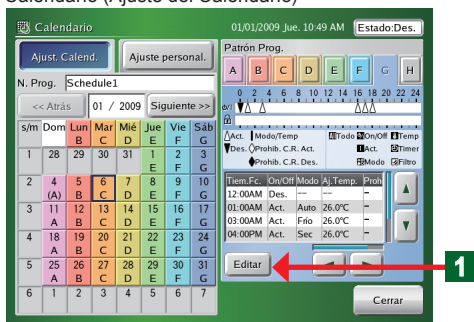 Calendario (Ajuste del Calendario)
Calendario
01/01/2009 Jue. 10:49 AM
Estado:Des.
Ajust. Calend.
Ajuste personal.
N. Prog.
Schedule1
<< Atrás
01 / 2009
Siguiente >>
s/m Dom Lun Mar Mié Jue Vie Sáb
B C D E F G
1 28 29 30 31 1 2 3
E F G
2 4 5 6 7 8 9 10
(A) B C D E F G
3 11 12 13 14 15 16 17
A B C D E F G
4 18 19 20 21 22 23 24
A B C D E F G
5 25 26 27 28 29 30 31
A B C D E F G
6 1 2 3 4 5 6 7
Patrón Prog.
A B C D E F G H
0 2 4 6 8 10 12 14 16 18 20 22 24
Act. Modo/Temp Todo On/Off Temp
Des. Prohib. C.R. Act. Act. Timer
Prohib. C.R. Des. Modo Filtro
Tiem.Fc. On/Off Modo Aj.Temp. Proh
12:00AM Des. -- --
01:00AM Act. Auto 26.0°C --
03:00AM Act. Frío 26.0°C --
04:00PM Act. Sec 26.0°C --
Editar
1
Cerrar